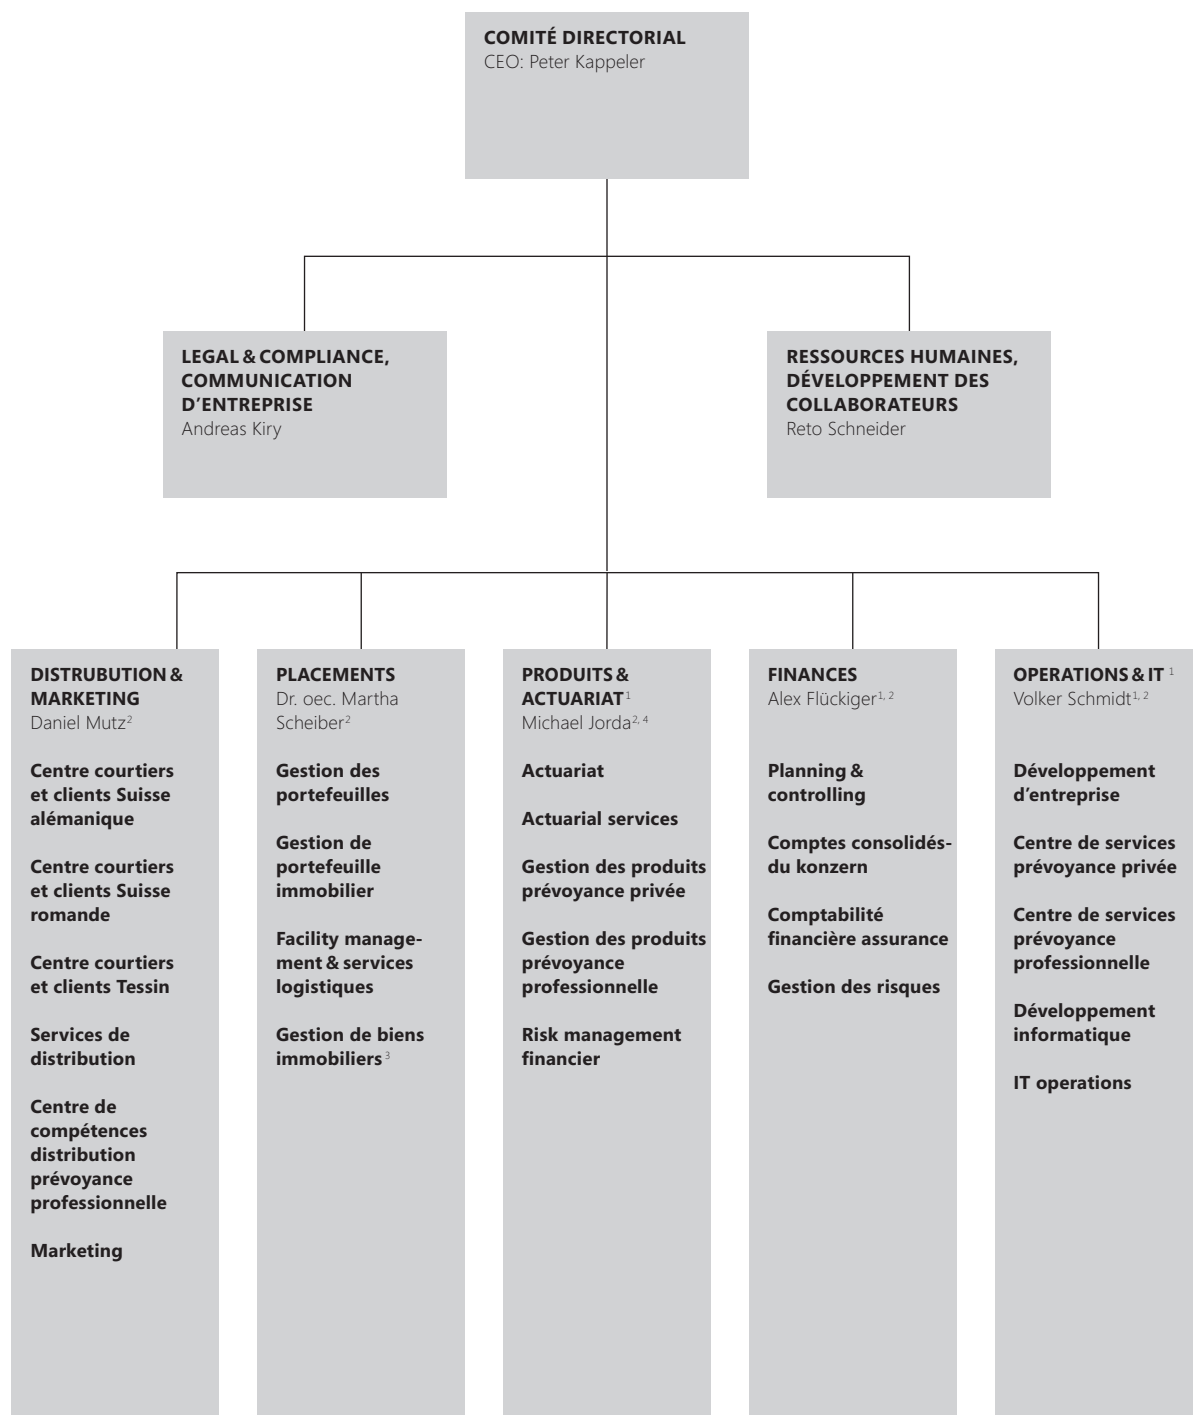 COMITÉ DIRECTORIAL
CEO: Peter Kappeler
LEGAL & COMPLIANCE,
COMMUNICATION
D’ENTREPRISE
Andreas Kiry
RESSOURCES HUMAINES,
DÉVELOPPEMENT DES
COLLABORATEURS
Reto Schneider
DISTRUBUTION &
MARKETING
Daniel Mutz2
Centre courtiers
et clients Suisse
alémanique
Centre courtiers
et clients Suisse
romande
Centre courtiers
et clients Tessin
Services de
distribution
Centre de
compétences
distribution
prévoyance
professionnelle
Marketing
PLACEMENTS
Dr. oec. Martha
Scheiber2
Gestion des
portefeuilles
Gestion de
portefeuille
immobilier
Facility manage-
ment & services
logistiques
Gestion de biens
immobiliers 3
PRODUITS &
ACTUARIAT1
Michael Jorda2, 4
Actuariat
Actuarial services
Gestion des produits
prévoyance privée
Gestion des produits
prévoyance
professionnelle
Risk management
financier
FINANCES
Alex Flückiger1, 2
Planning &
controlling
Comptes consolidés-
du konzern
Comptabilité
financière assurance
Gestion des risques
OPERATIONS & IT 1
Volker Schmidt1, 2
Développement
d’entreprise
Centre de services
prévoyance privée
Centre de services
prévoyance
professionnelle
Développement
informatique
IT operations